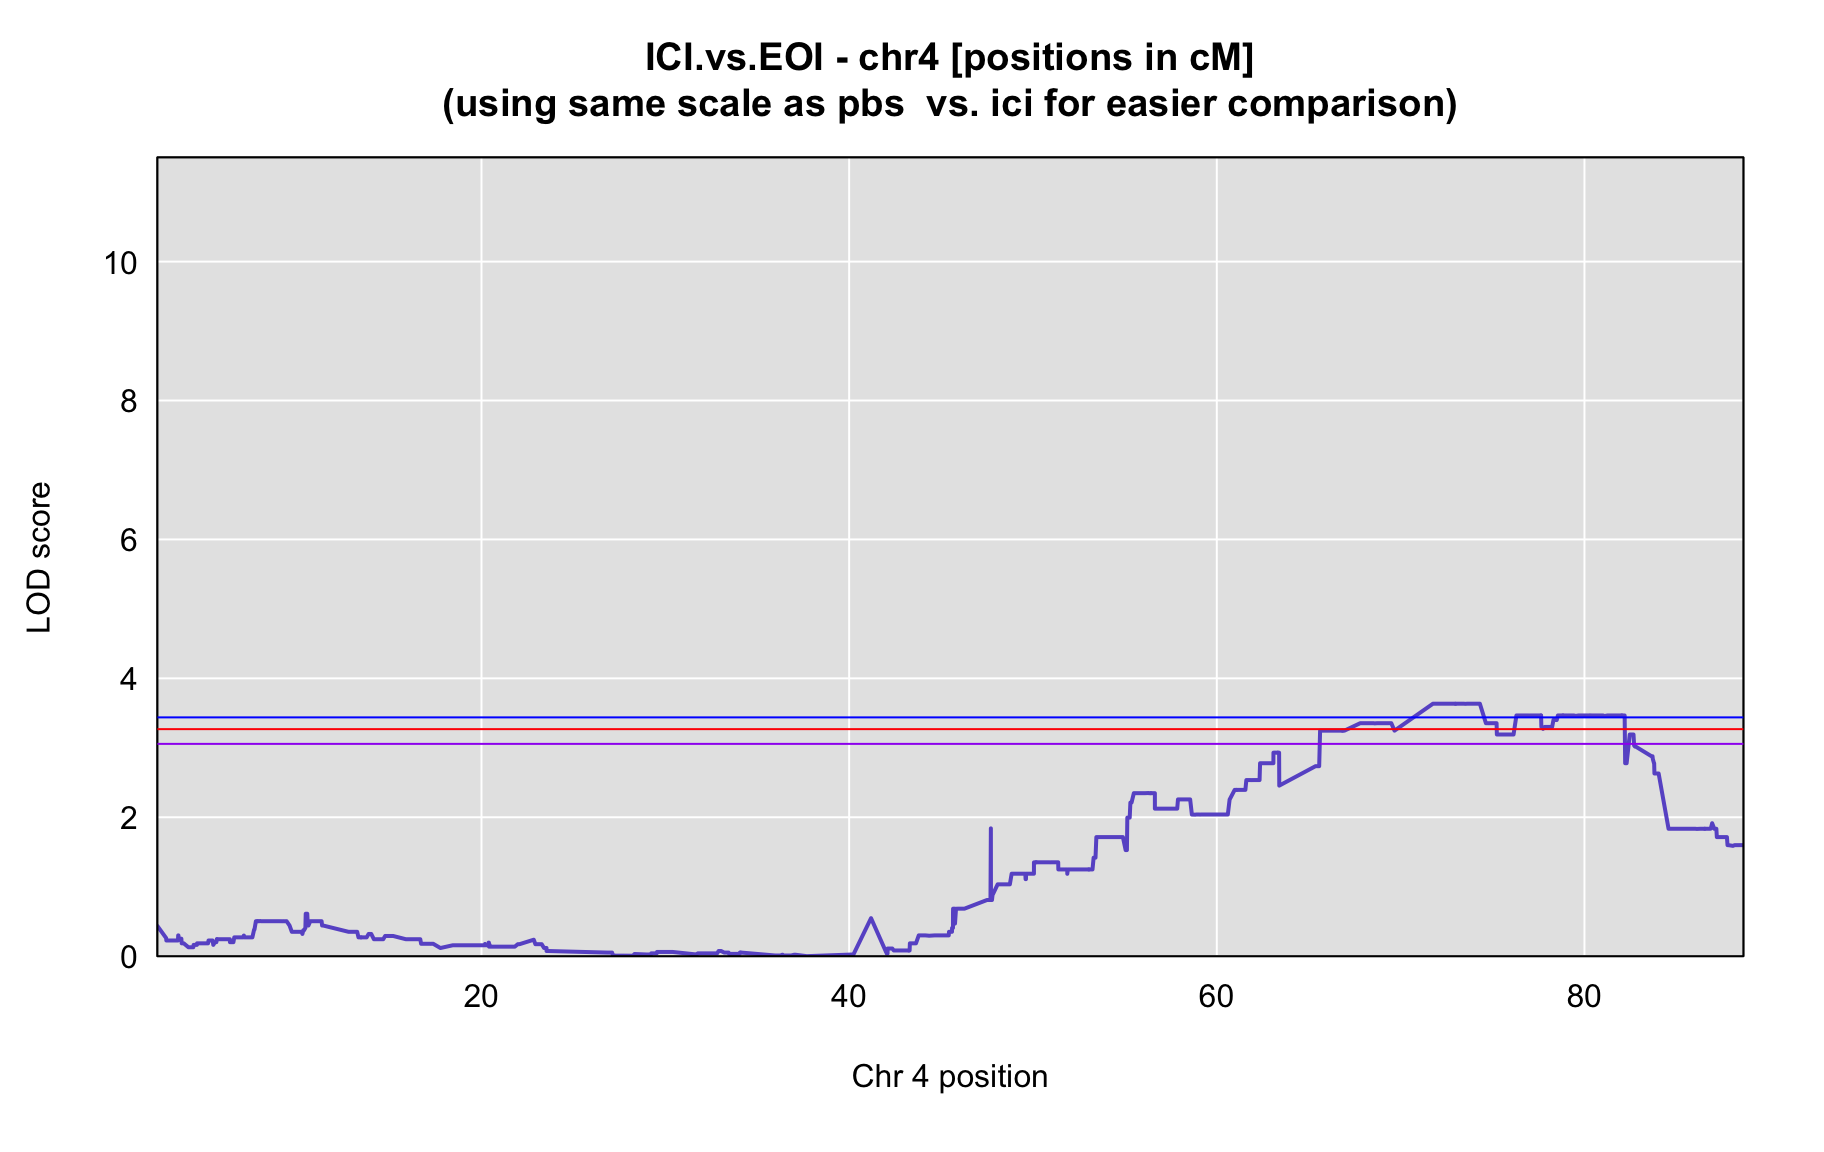 ICI.vs.EOI - chr4 [positions in cM]
(using same scale as pbs  vs. ici for easier comparison)
10
8
6
4
2
0
LOD score
20 40 60 80
Chr 4 position